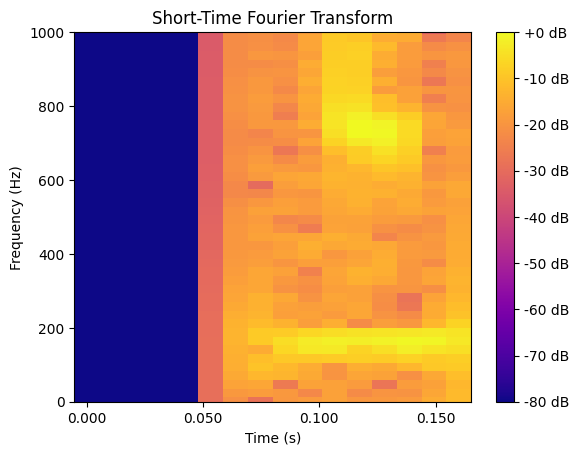 Short-Time Fourier Transform
Frequency (Hz)
1000
800
600
400
200
0
0.000
0.050
0.100
0.150
Time (s)
+0 dB
-10 dB
-20 dB
-30 dB
-40 dB
-50 dB
-60 dB
-70 dB
-80 dB